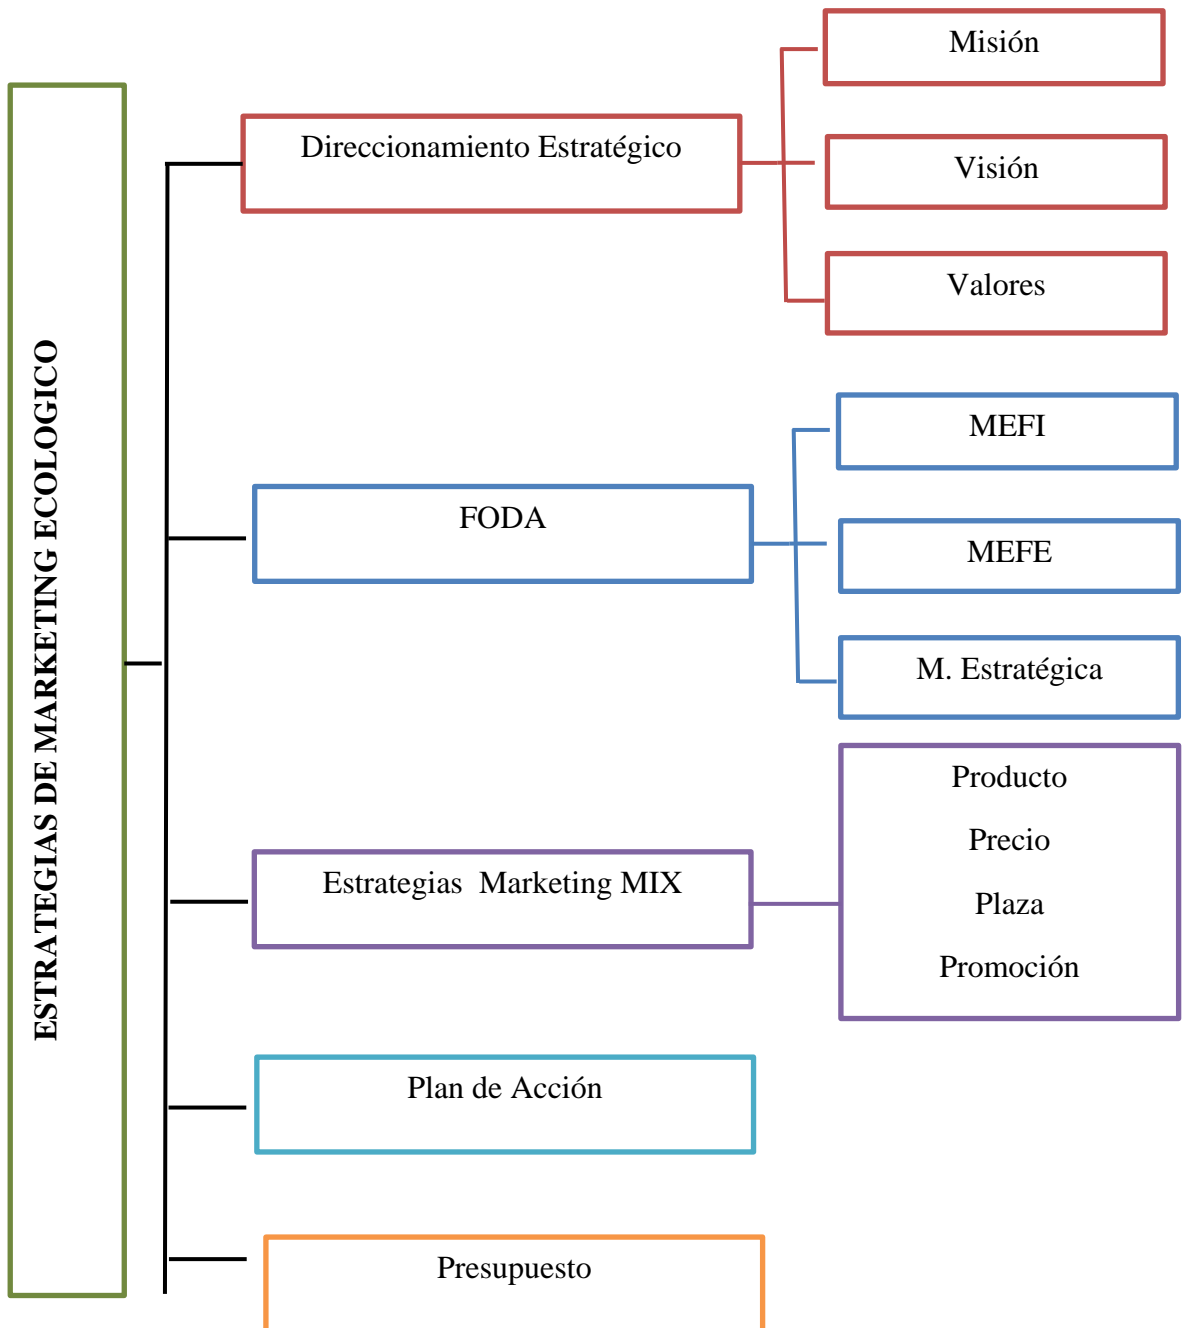 ESTRATEGIAS DE MARKETING ECOLOGICO
Direccionamiento Estratégico
Misión
Visión
Valores
FODA
MEFI
MEFE
M. Estratégica
Estrategias  Marketing MIX
Producto
Precio
Plaza
Promoción
Plan de Acción
Presupuesto